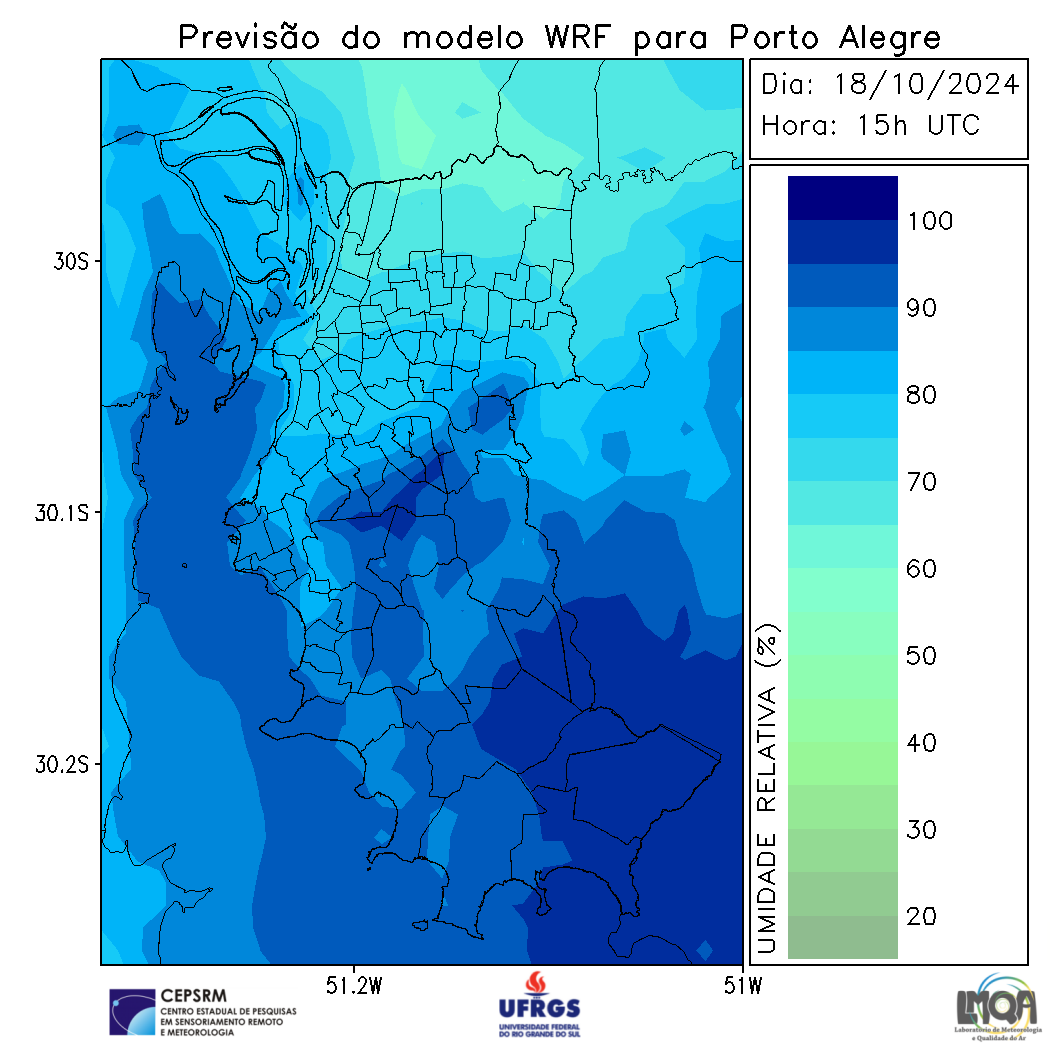 Previsão do modelo WRF para Porto Alegre
Dia: 18/10/2024
Hora: 15h UTC
30S
30.1S
30.2S
51.2W
51W
UMIDADE RELATIVA (%)
100
90
80
70
60
50
40
30
20
CEPSRM
CENTRO ESTADUAL DE PESQUISAS
EM SENSORIAMENTO REMOTO
E METEOROLOGIA
UFRGS
UNIVERSIDADE FEDERAL
DO RIO GRANDE DO SUL
LMQA
Laboratório de Meteorologia
e Qualidade do Ar